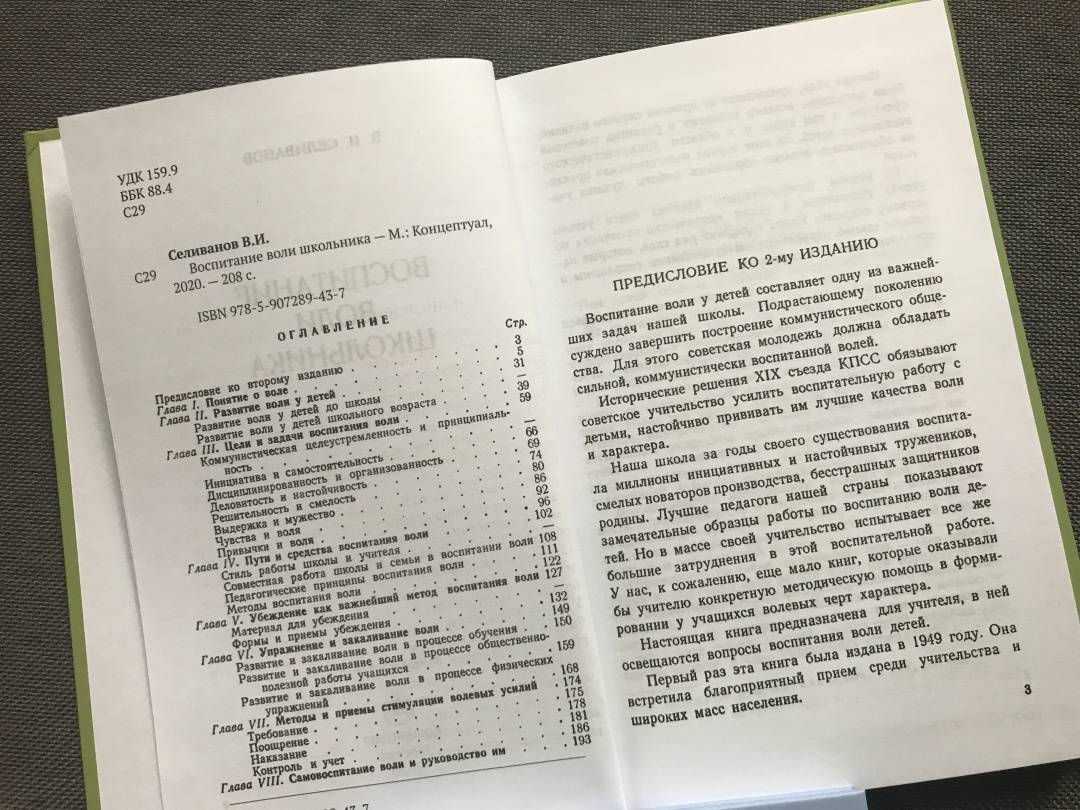 УДК 159.9
ББК 88.4
С29
Селиванов В.И.
С29 Воспитание воли школьника — М.: Концептуал,
2020. — 208 с.
ISBN 978-5-907289-43-7
ОГЛАВЛЕНИЕ
Стр.
Предисловие ко второму изданию . . . . . 3
Глава I. Понятие о воле . . . . . 5
Глава II. Развитие воли у детей . . . . . 31
Развитие воли у детей до школы . . . . . —
Развитие воли у детей школьного возраста . . . . . 39
Глава III. Цели и задачи воспитания воли . . . . . 59
Коммунистическая целеустремленность и принципиаль-
ность . . . . . —
Инициатива и самостоятельность . . . . . 66
Дисциплинированность и организованность . . . . . 69
Деловитость и настойчивость . . . . . 74
Решительность и смелость . . . . . 80
Выдержка и мужество . . . . . 86
Чувства и воля . . . . . 92
Привычки и воля . . . . . 96
Глава IV. Пути и средства воспитания воли 102
Стиль работы школы и учителя . . . . . —
Совместная работа школы и семьи в воспитании воли 108
Педагогические принципы воспитания воли . . . . . 111
Методы воспитания воли . . . . . 122
Глава V. Убеждение как важнейший метод воспитания воли 127
Материал для убеждения . . . . . —
Формы и приемы убеждения . . . . . 132
Глава VI. Упражнение и закаливание воли . . . . . 149
Развитие и закаливание воли в процессе обучения . . . 150
Развитие и закаливание воли в процессе общественно-
полезной работы учащихся . . . . . 159
Развитие и закаливание воли в процессе физических
упражнений . . . . . 168
Глава VII. Методы и приемы стимуляции волевых усилий 174
Требование . . . . . 175
Поощрение . . . . . 178
Наказание . . . . . 181
Контроль и учет . . . . . 186
Глава VIII. Самовоспитание воли и руководство им . . . . . 193
ПРЕДИСЛОВИЕ КО 2-му ИЗДАНИЮ
Воспитание воли у детей составляет одну из важней-
ших задач нашей школы. Подрастающему поколению
суждено завершить построение коммунистического обще-
ства. Для этого советская молодежь должна обладать
сильной, коммунистически воспитанной волей.
Исторические решения XIX съезда КПСС обязывают
советское учительство усилить воспитательную работу с
детьми, настойчиво прививать им лучшие качества воли
и характера.
Наша школа за годы своего существования воспита-
ла миллионы инициативных и настойчивых тружеников,
смелых новаторов производства, бесстрашных защитников
родины. Лучшие педагоги нашей страны показывают
замечательные образцы работы по воспитанию воли де-
тей. Но в массе своей учительство испытывает все же
большие затруднения в этой воспитательной работе.
У нас, к сожалению, еще мало книг, которые оказывали
бы учителю конкретную методическую помощь в форми-
ровании у учащихся волевых черт характера.
Настоящая книга предназначена для учителя, в ней
освещаются вопросы воспитания воли детей.
Первый раз эта книга была издана в 1949 году. Она
встретила благоприятный прием среди учительства и
широких масс населения.
3